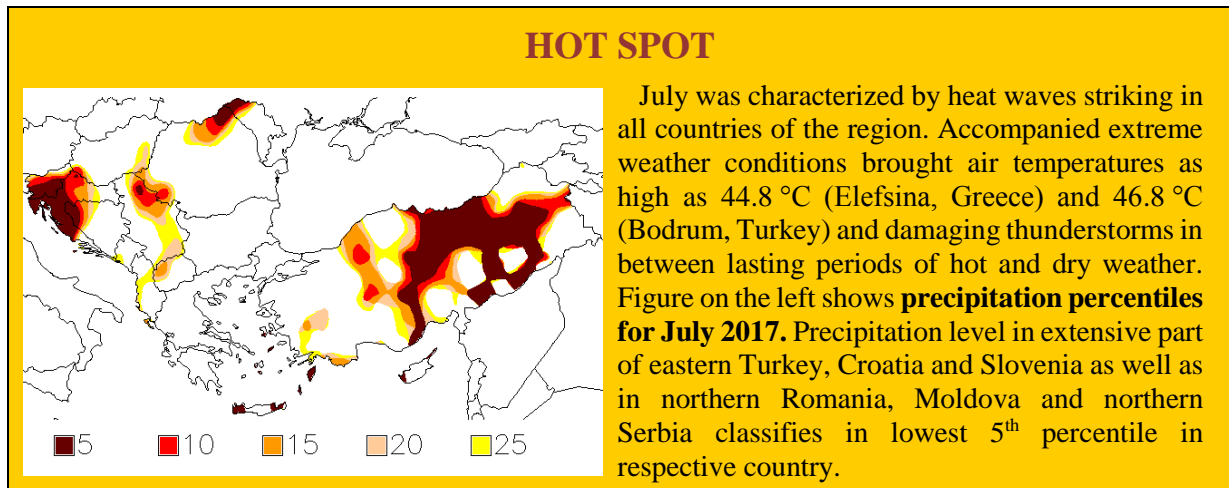 HOT SPOT
July was characterized by heat waves striking in
all countries of the region. Accompanied extreme
weather conditions brought air temperatures as
high as 44.8 °C (Elefsina, Greece) and 46.8 °C
(Bodrum, Turkey) and damaging thunderstorms in
between lasting periods of hot and dry weather.
Figure on the left shows precipitation percentiles
for July 2017. Precipitation level in extensive part
of eastern Turkey, Croatia and Slovenia as well as
in northern Romania, Moldova and northern
Serbia classifies in lowest 5th percentile in
respective country.
5 10 15 20 25